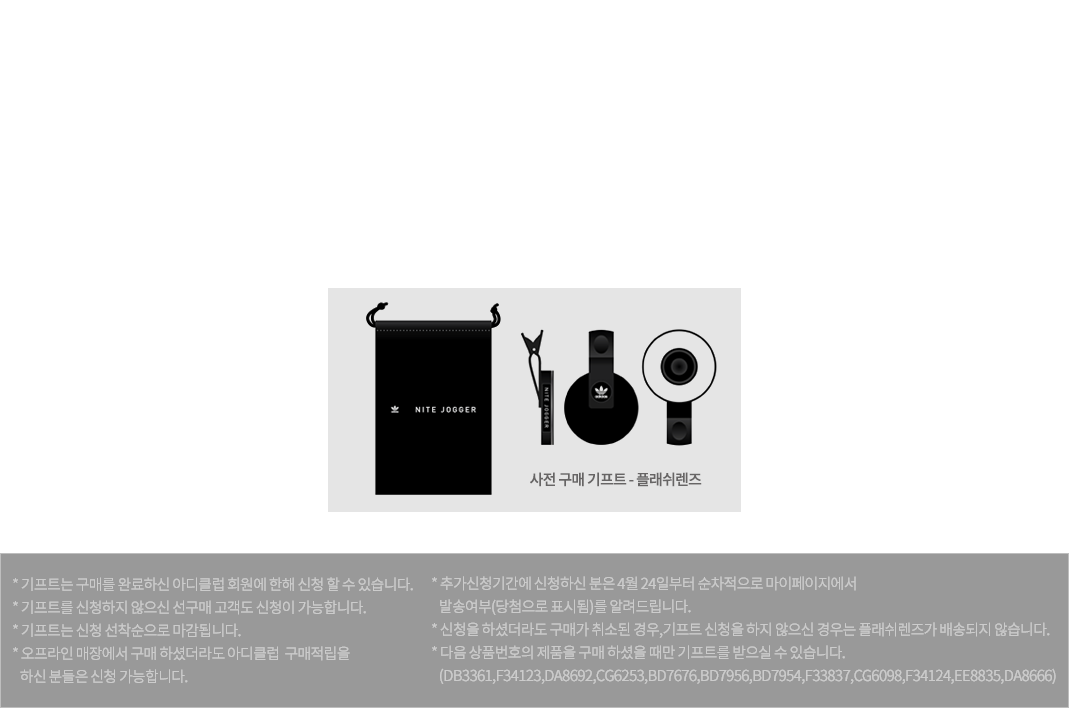 NITE JOGGER
NITE JOGGER
사전 구매 기프트 - 플래쉬렌즈
* 기프트는 구매를 완료하신 아디클럽 회원에 한해 신청 할 수 있습니다.
* 기프트를 신청하지 않으신 선구매 고객도 신청이 가능합니다.
* 기프트는 신청 선착순으로 마감됩니다.
* 오프라인 매장에서 구매 하셨더라도 아디클럽 구매적립을
하신 분들은 신청 가능합니다.
* 추가신청기간에 신청하신 분은 4월 24일부터 순차적으로 마이페이지에서
발송여부(당첨으로 표시됨)를 알려드립니다.
* 신청을 하셨더라도 구매가 취소된 경우,기프트 신청을 하지 않으신 경우는 플래쉬렌즈가 배송되지 않습니다.
* 다음 상품번호의 제품을 구매 하셨을 때만 기프트를 받으실 수 있습니다.
(DB3361,F34123,DA8692,CG6253,BD7676,BD7956,BD7954,F33837,CG6098,F34124,EE8835,DA8666)